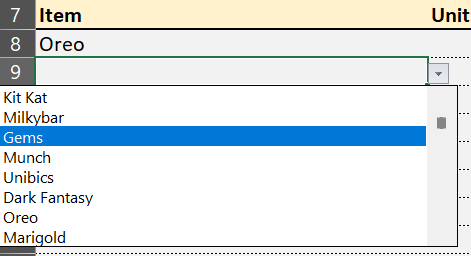 7 Item Unit
8 Oreo
9
Kit Kat
Milkybar
Gems
Munch
Unibics
Dark Fantasy
Oreo
Marigold